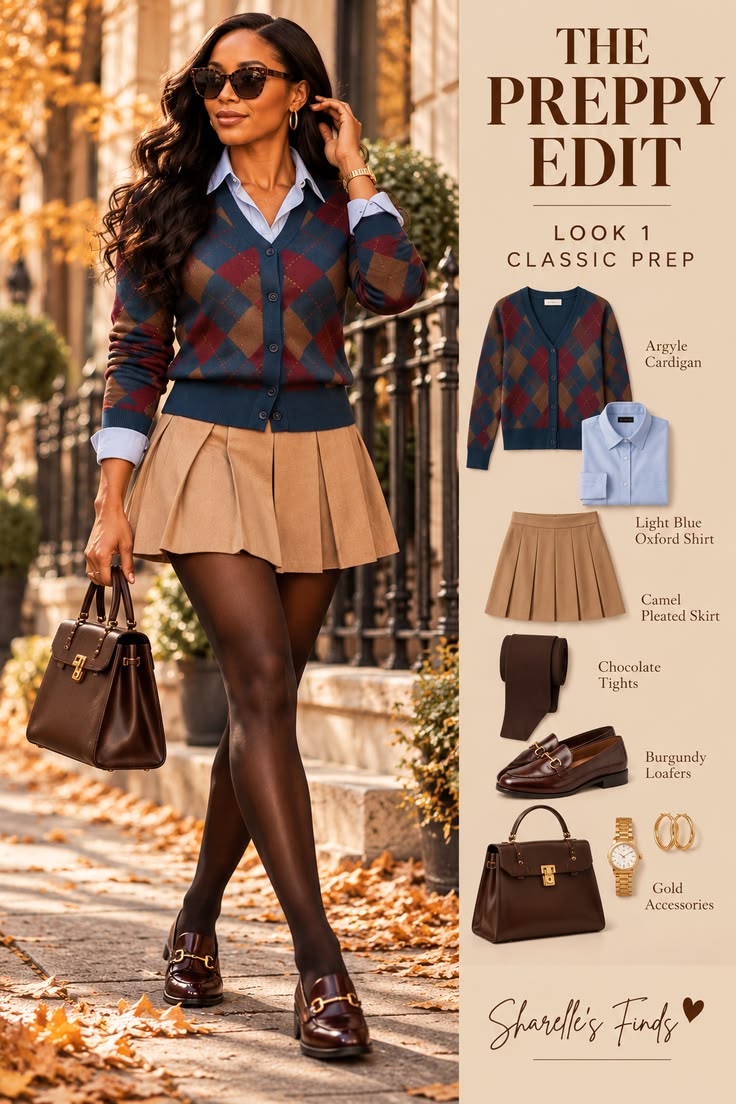 THE
PREPPY
EDIT
LOOK 1
CLASSIC PREP
Argyle
Cardigan
Light Blue
Oxford Shirt
Camel
Pleated Skirt
Chocolate
Tights
Burgundy
Loafers
Gold
Accessories
Sharelle's Finds